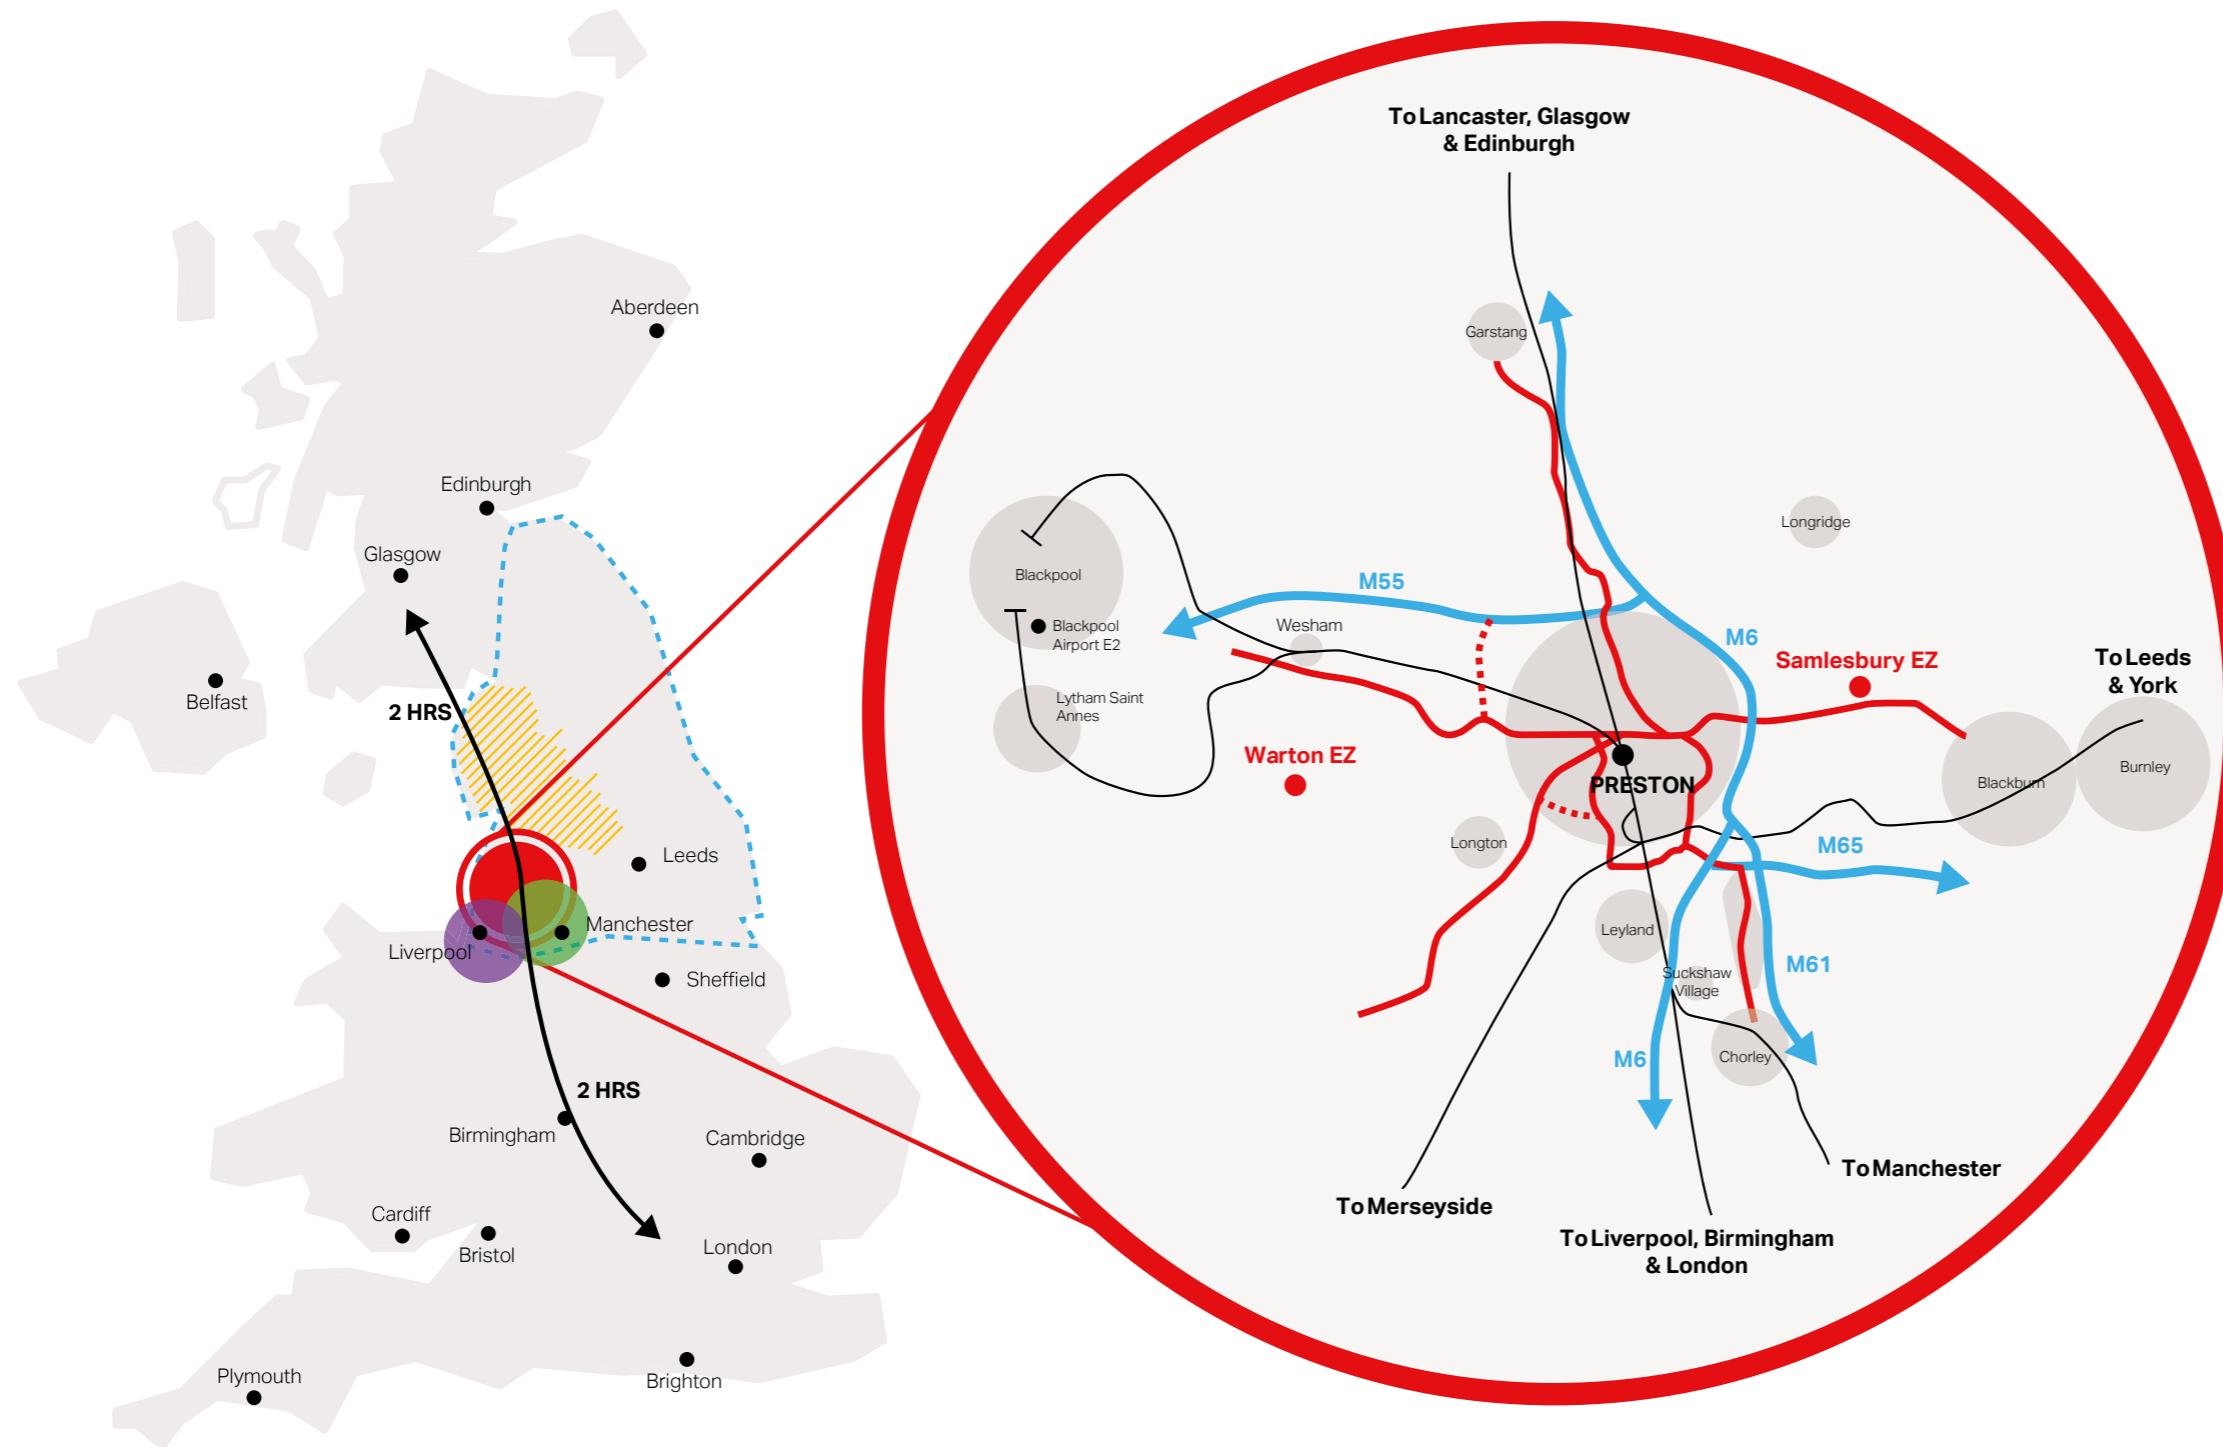 Aberdeen
Edinburgh
Glasgow
Belfast
2 HRS
Leeds
Manchester
Liverpool
Sheffield
2 HRS
Birmingham
Cambridge
Cardiff
Bristol
London
Plymouth
Brighton
To Lancaster, Glasgow
& Edinburgh
Garstang
Longridge
Blackpool
M55
Blackpool
Airport E2
Wesham
M6
Samlesbury EZ
To Leeds
& York
Lytham Saint
Annes
Warton EZ
PRESTON
Blackburn
Burnley
Longton
M65
Leyland
Suckshaw
Village
M61
M6
Chorley
To Manchester
To Merseyside
To Liverpool, Birmingham
& London